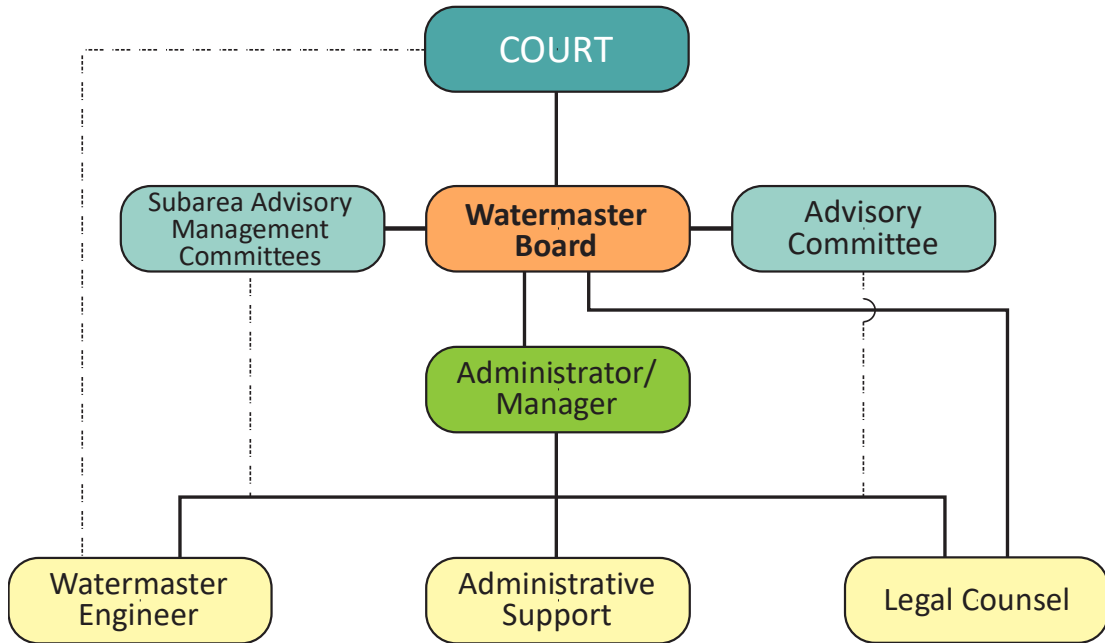 COURT
Subarea Advisory
Management
Committees
Watermaster
Board
Advisory
Committee
Administrator/
Manager
Watermaster
Engineer
Administrative
Support
Legal Counsel